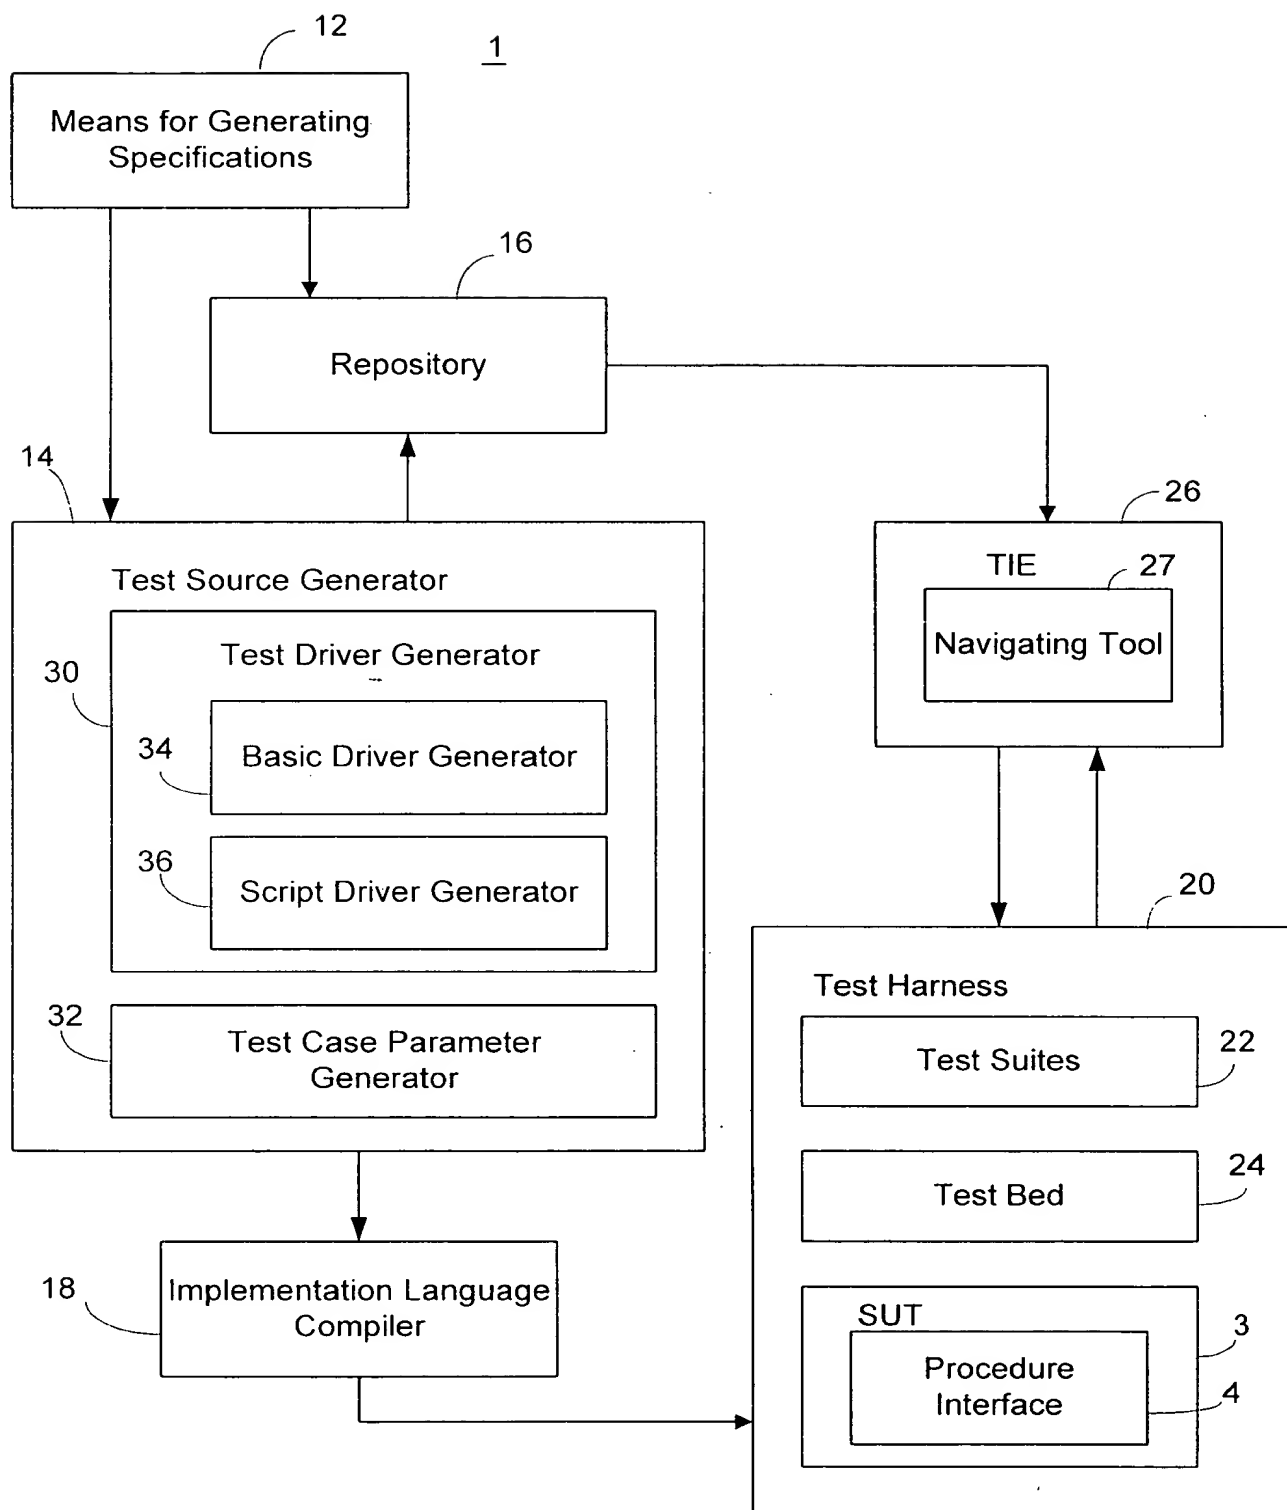 12
1
Means for Generating
Specifications
16
Repository
14
26
Test Source Generator
TIE
27
Test Driver Generator
Navigating Tool
30
34
Basic Driver Generator
36
Script Driver Generator
20
Test Harness
32
Test Case Parameter
Generator
Test Suites
22
Test Bed
24
18
Implementation Language
Compiler
SUT
3
Procedure
Interface
4